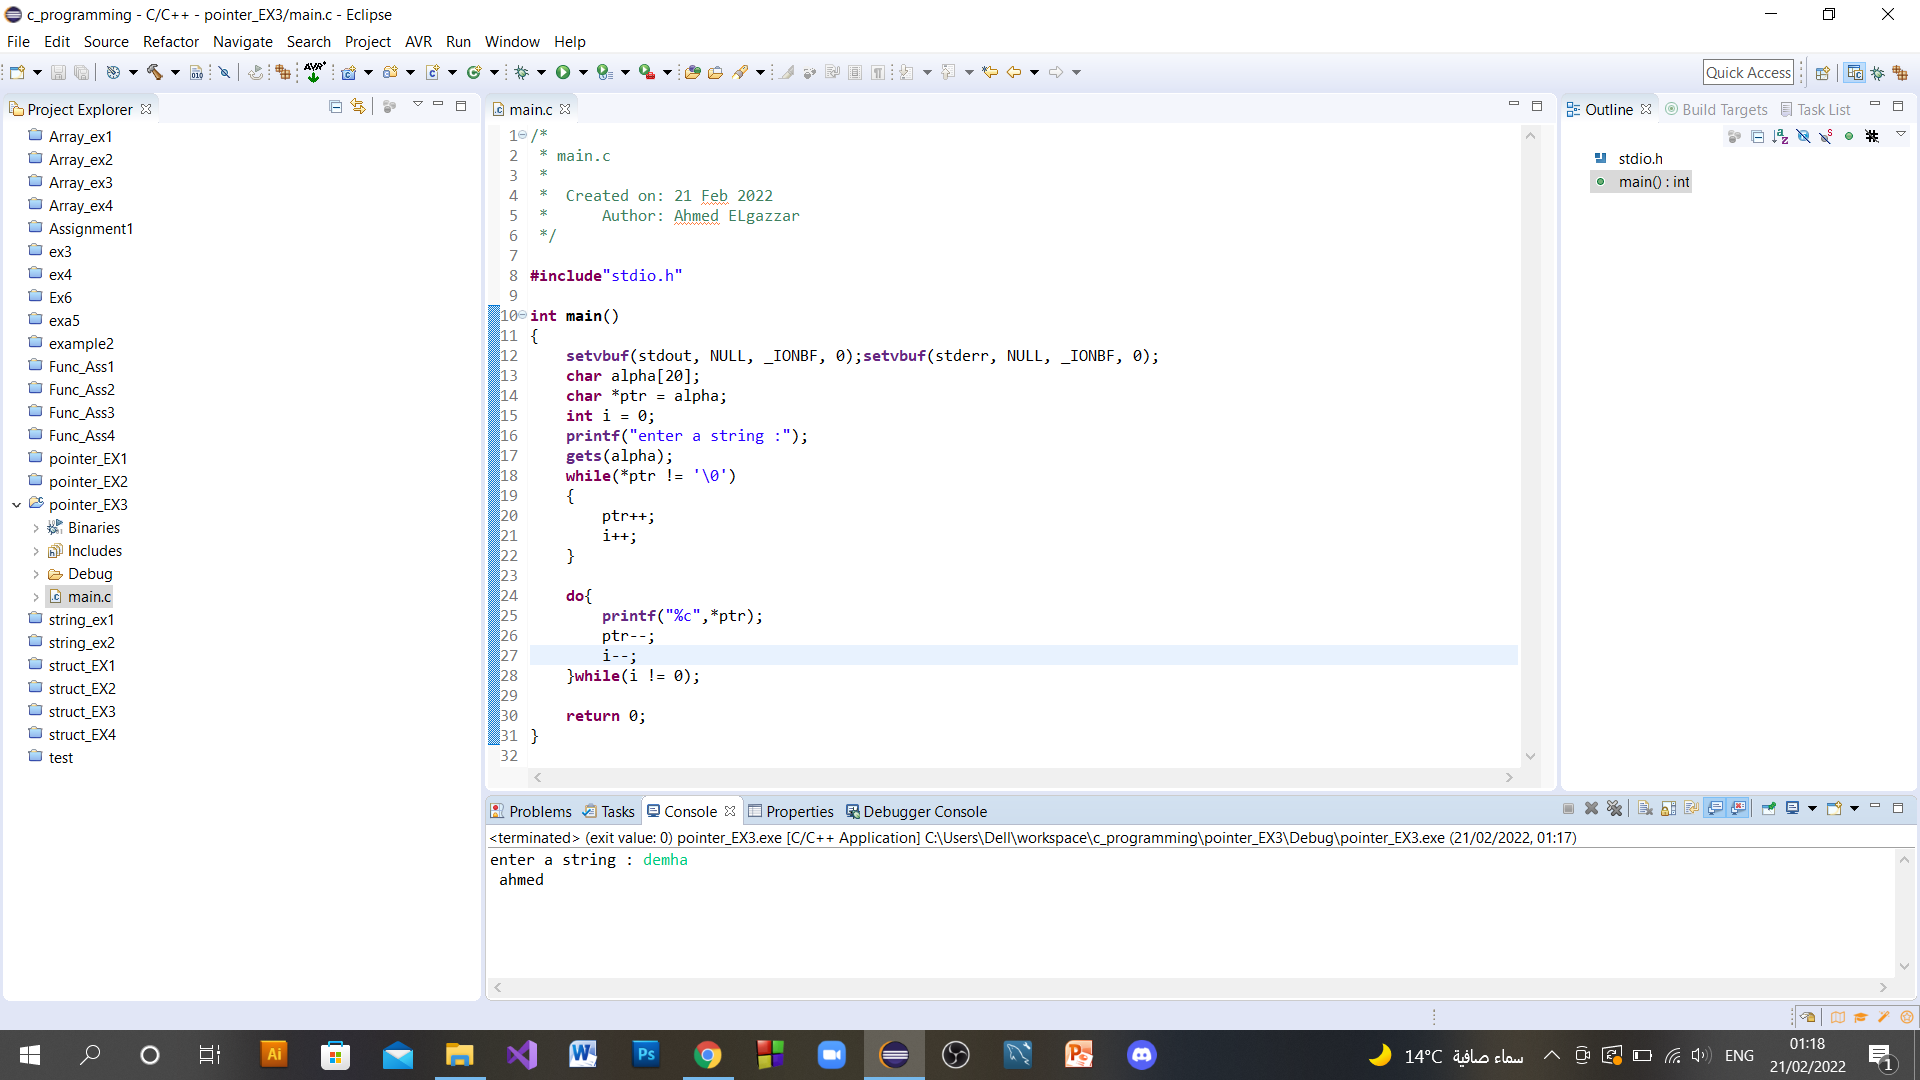 c_programming - C/C++ - pointer_EX3/main.c - Eclipse
File Edit Source Refactor Navigate Search Project AVR Run Window Help
Quick Access
Project Explorer
Array_ex1
Array_ex2
Array_ex3
Array_ex4
Assignment1
ex3
ex4
Ex6
exa5
example2
Func_Ass1
Func_Ass2
Func_Ass3
Func_Ass4
pointer_EX1
pointer_EX2
pointer_EX3
Binaries
Includes
Debug
main.c
string_ex1
string_ex2
struct_EX1
struct_EX2
struct_EX3
struct_EX4
test
main.c
1 /*
2  * main.c
3  *
4  *  Created on: 21 Feb 2022
5  *      Author: Ahmed ELgazzar
6  */
7
8 #include"stdio.h"
9
10 int main()
11 {
12     setvbuf(stdout, NULL, _IONBF, 0);setvbuf(stderr, NULL, _IONBF, 0);
13     char alpha[20];
14     char *ptr = alpha;
15     int i = 0;
16     printf("enter a string :");
17     gets(alpha);
18     while(*ptr != '\0')
19     {
20         ptr++;
21         i++;
22     }
23
24     do{
25         printf("%c",*ptr);
26         ptr--;
27         i--;
28     }while(i != 0);
29
30     return 0;
31 }
32
Outline Build Targets Task List
stdio.h
main() : int
Problems Tasks Console Properties Debugger Console
<terminated> (exit value: 0) pointer_EX3.exe [C/C++ Application] C:\Users\Dell\workspace\c_programming\pointer_EX3\Debug\pointer_EX3.exe (21/02/2022, 01:17)
enter a string : demha
 ahmed
14°C سماء صافية
ENG
01:18
21/02/2022
1